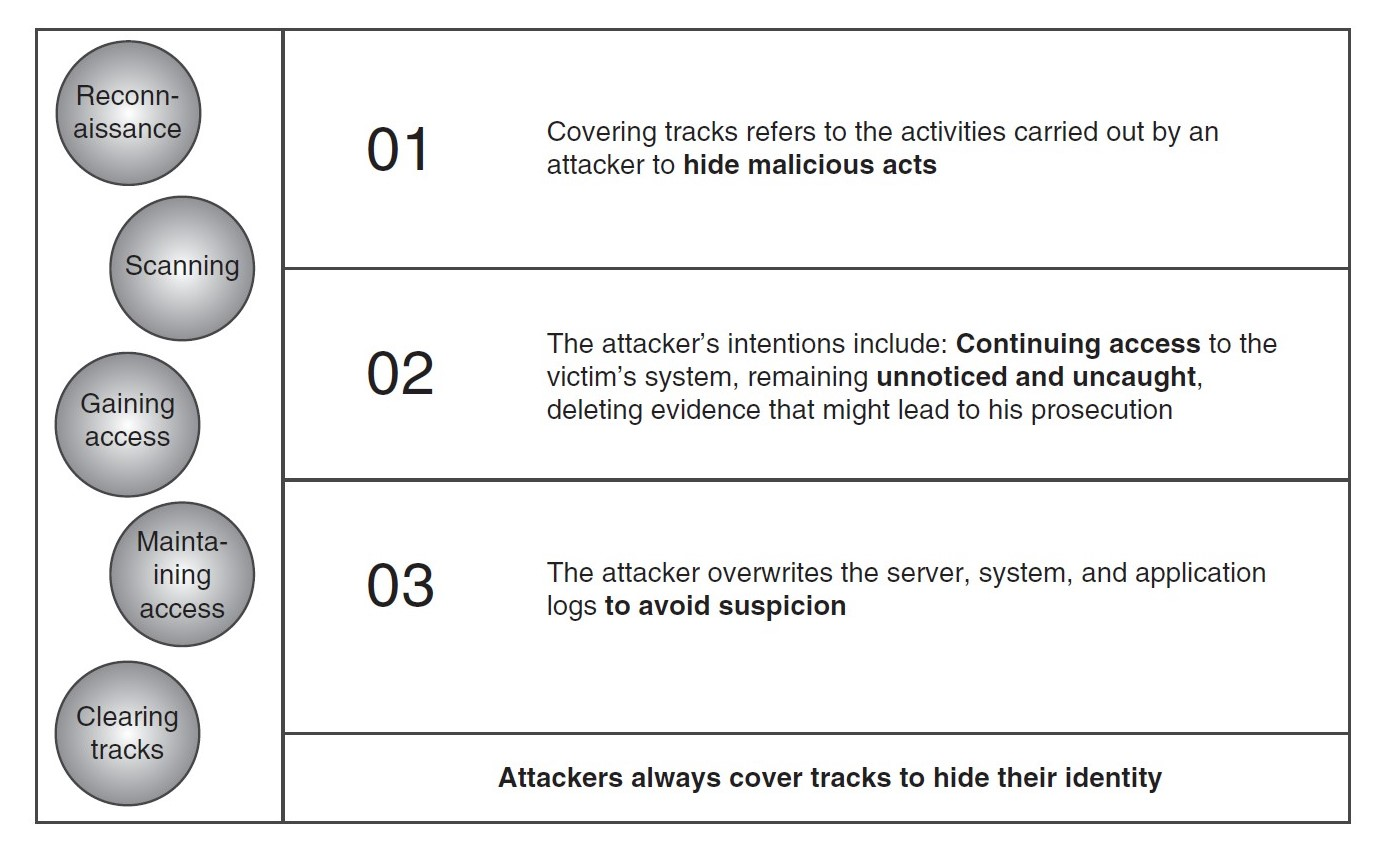 Reconn-
aissance
Scanning
Gaining
access
Mainta-
ining
access
Clearing
tracks
01
Covering tracks refers to the activities carried out by an
attacker to hide malicious acts
02
The attacker’s intentions include: Continuing access to the
victim’s system, remaining unnoticed and uncaught,
deleting evidence that might lead to his prosecution
03
The attacker overwrites the server, system, and application
logs to avoid suspicion
Attackers always cover tracks to hide their identity